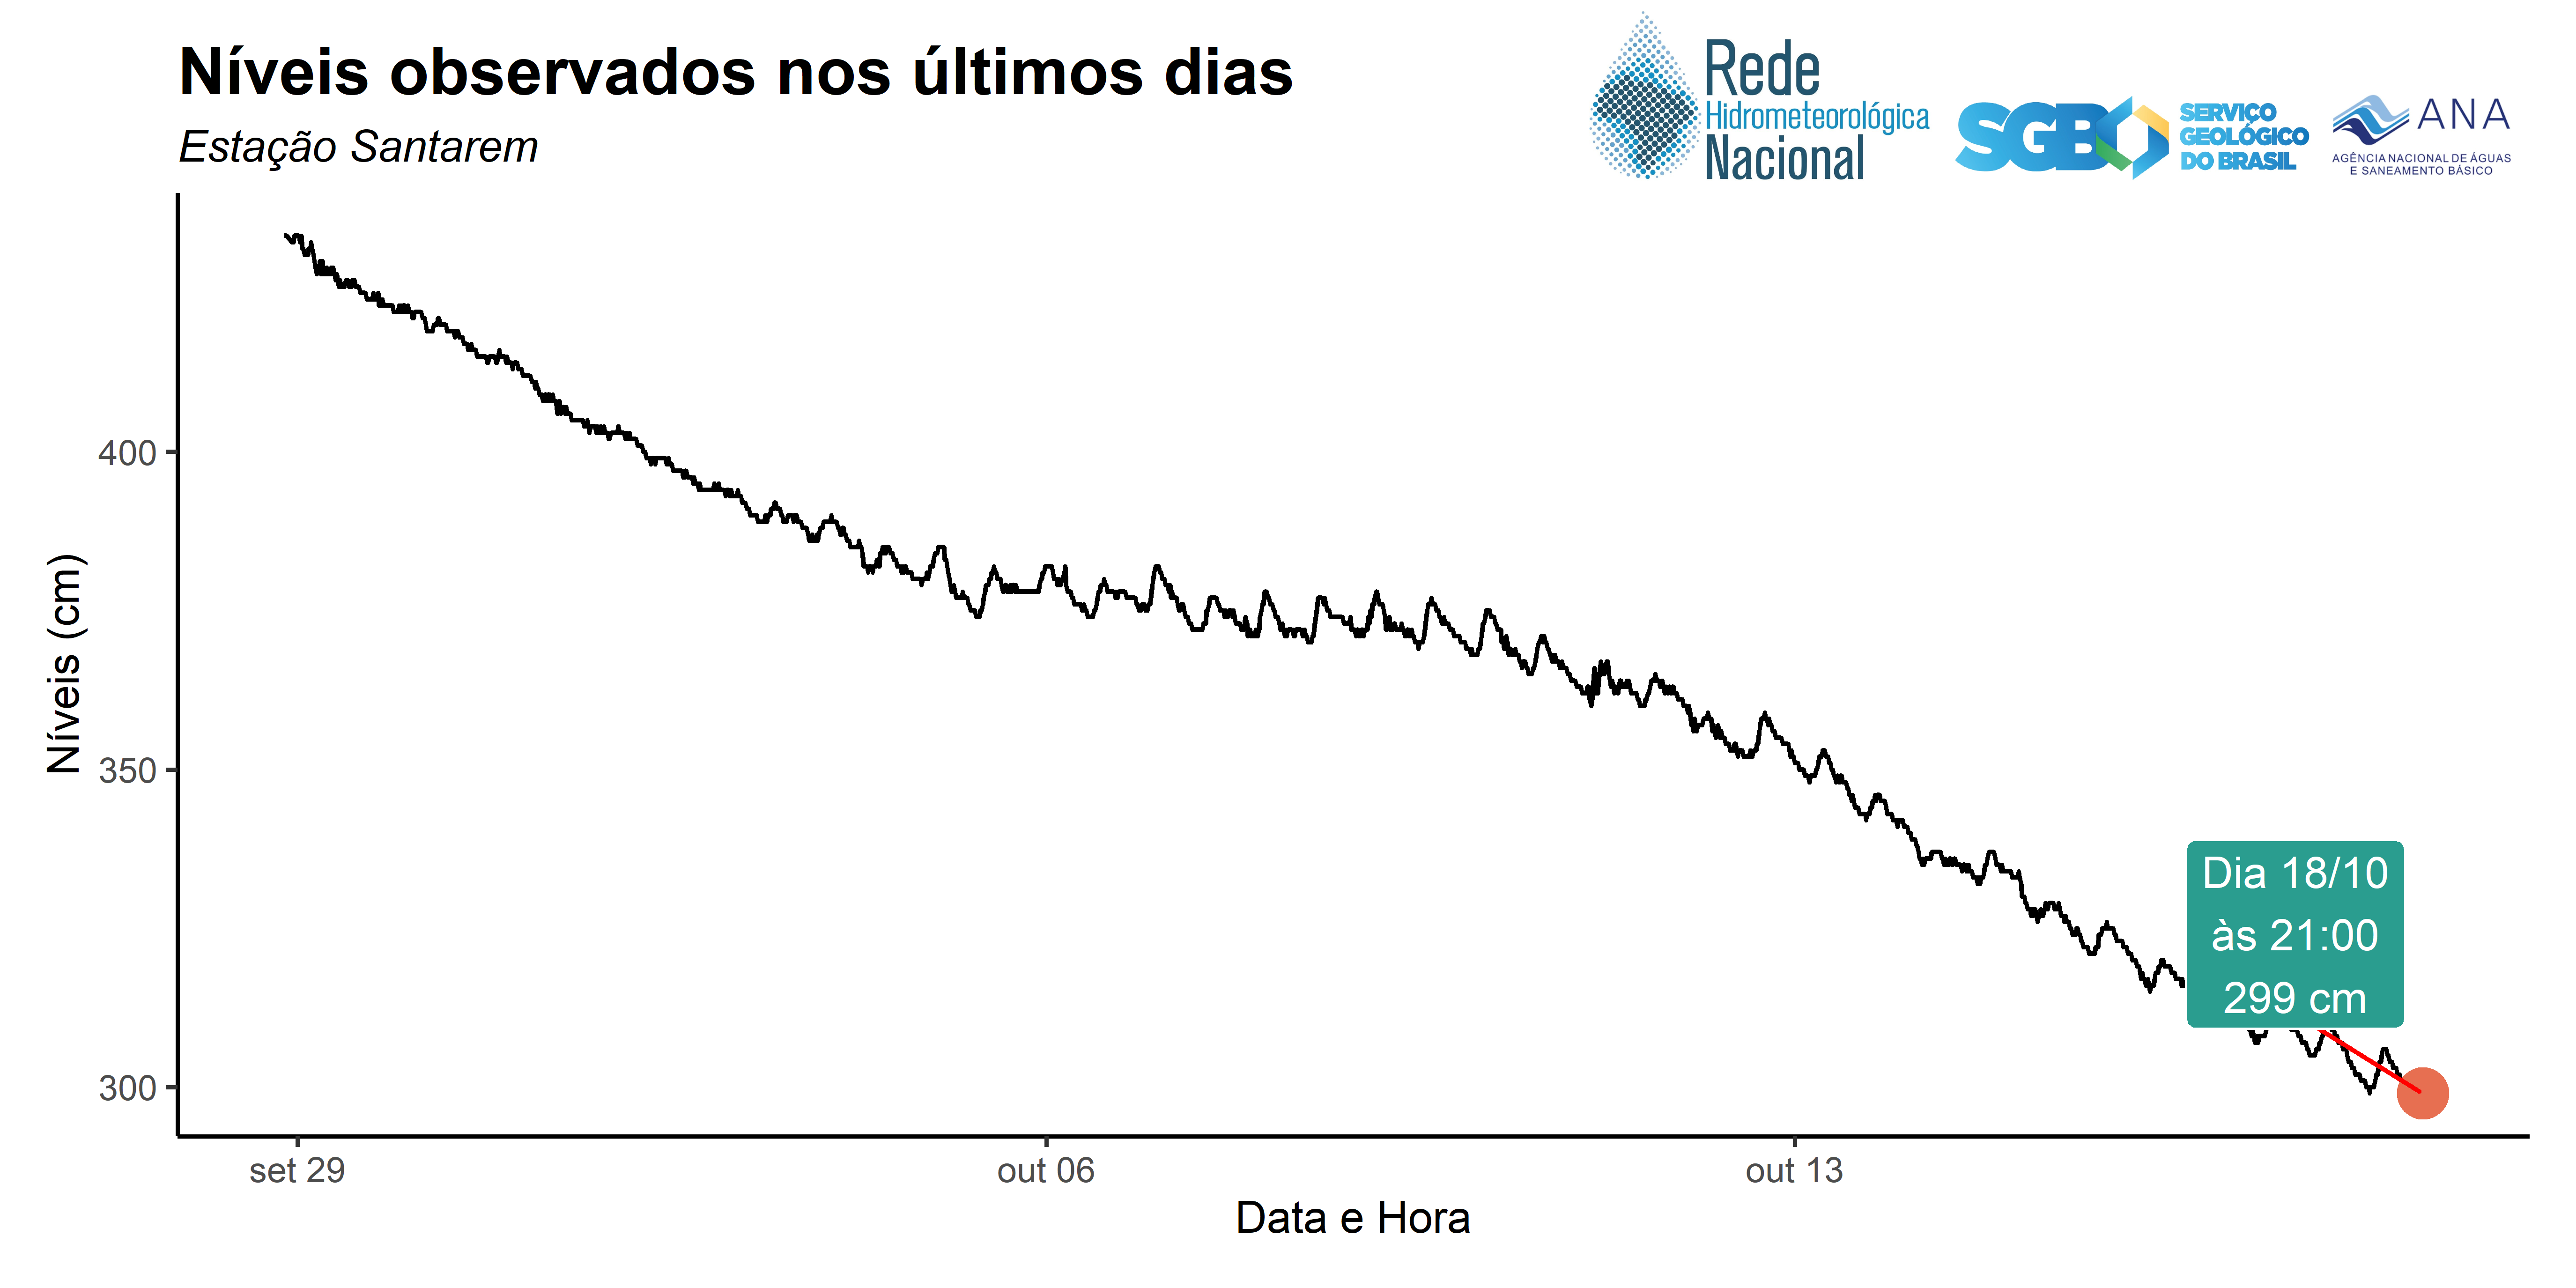 Níveis observados nos últimos dias
Estação Santarem
Rede
Hidrometeorológica
Nacional
SGB
SERVIÇO
GEOLÓGICO
DO BRASIL
ANA
AGÊNCIA NACIONAL DE ÁGUAS
E SANEAMENTO BÁSICO
Níveis (cm)
400
350
300
Dia 18/10
às 21:00
299 cm
set 29
out 06
out 13
Data e Hora